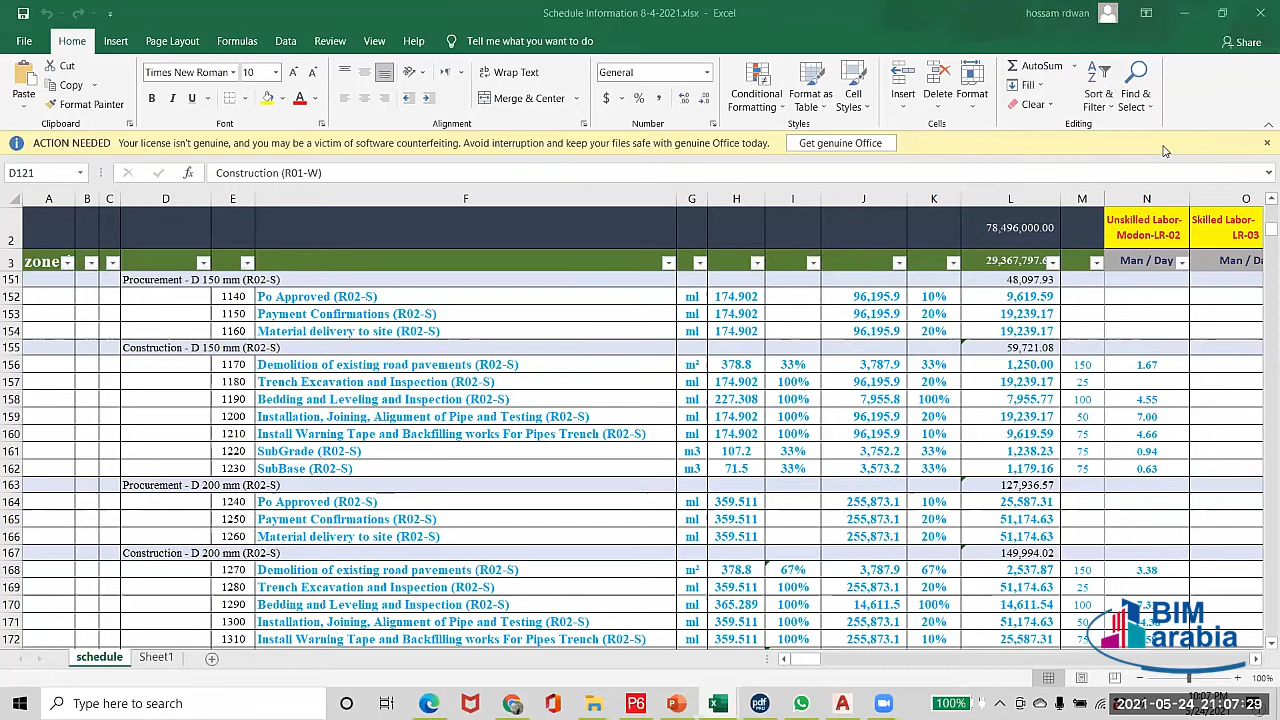 Schedule Information 8-4-2021.xlsx - Excel
hossam rdwan
File Home Insert Page Layout Formulas Data Review View Help Tell me what you want to do Share
Paste Cut Copy Format Painter Clipboard
Times New Roman 10 B I U A Font
Wrap Text Merge & Center Alignment
General $ % , Number
Conditional Formatting Format as Table Cell Styles Styles
Insert Delete Format Cells
AutoSum Fill Clear Sort & Filter Find & Select Editing
ACTION NEEDED Your license isn't genuine, and you may be a victim of software counterfeiting. Avoid interruption and keep your files safe with genuine Office today. Get genuine Office
D121 fx Construction (R01-W)
A B C D E F G H I J K L M N O
2 78,496,000.00 Unskilled Labor-Modon-LR-02 Skilled Labor-LR-03
3 zone Man / Day
151 Procurement - D 150 mm (R02-S) 48,097.93
152 1140 Po Approved (R02-S) ml 174.902 96,195.9 10% 9,619.59
153 1150 Payment Confirmations (R02-S) ml 174.902 96,195.9 20% 19,239.17
154 1160 Material delivery to site (R02-S) ml 174.902 96,195.9 20% 19,239.17
155 Construction - D 150 mm (R02-S) 59,721.08
156 1170 Demolition of existing road pavements (R02-S) m² 378.8 33% 3,787.9 33% 1,250.00 150 1.67
157 1180 Trench Excavation and Inspection (R02-S) ml 174.902 100% 96,195.9 20% 19,239.17 25
158 1190 Bedding and Leveling and Inspection (R02-S) ml 227.308 100% 7,955.8 100% 7,955.77 100 4.55
159 1200 Installation, Joining, Alignment of Pipe and Testing (R02-S) ml 174.902 100% 96,195.9 20% 19,239.17 50 7.00
160 1210 Install Warning Tape and Backfilling works For Pipes Trench (R02-S) ml 174.902 100% 96,195.9 10% 9,619.59 75 4.66
161 1220 SubGrade (R02-S) m3 107.2 33% 3,752.2 33% 1,238.23 75 0.94
162 1230 SubBase (R02-S) m3 71.5 33% 3,573.2 33% 1,179.16 75 0.63
163 Procurement - D 200 mm (R02-S) 127,936.57
164 1240 Po Approved (R02-S) ml 359.511 255,873.1 10% 25,587.31
165 1250 Payment Confirmations (R02-S) ml 359.511 255,873.1 20% 51,174.63
166 1260 Material delivery to site (R02-S) ml 359.511 255,873.1 20% 51,174.63
167 Construction - D 200 mm (R02-S) 149,994.02
168 1270 Demolition of existing road pavements (R02-S) m² 378.8 67% 3,787.9 67% 2,537.87 150 3.38
169 1280 Trench Excavation and Inspection (R02-S) ml 359.511 100% 255,873.1 20% 51,174.63 25
170 1290 Bedding and Leveling and Inspection (R02-S) ml 365.289 100% 14,611.5 100% 14,611.54 100
171 1300 Installation, Joining, Alignment of Pipe and Testing (R02-S) ml 359.511 100% 255,873.1 20% 51,174.63 50
172 1310 Install Warning Tape and Backfilling works For Pipes Trench (R02-S) ml 359.511 100% 255,873.1 10% 25,587.31
BIM arabia
schedule Sheet1
100%
Type here to search
P6
100%
2021-05-24 21:07:29